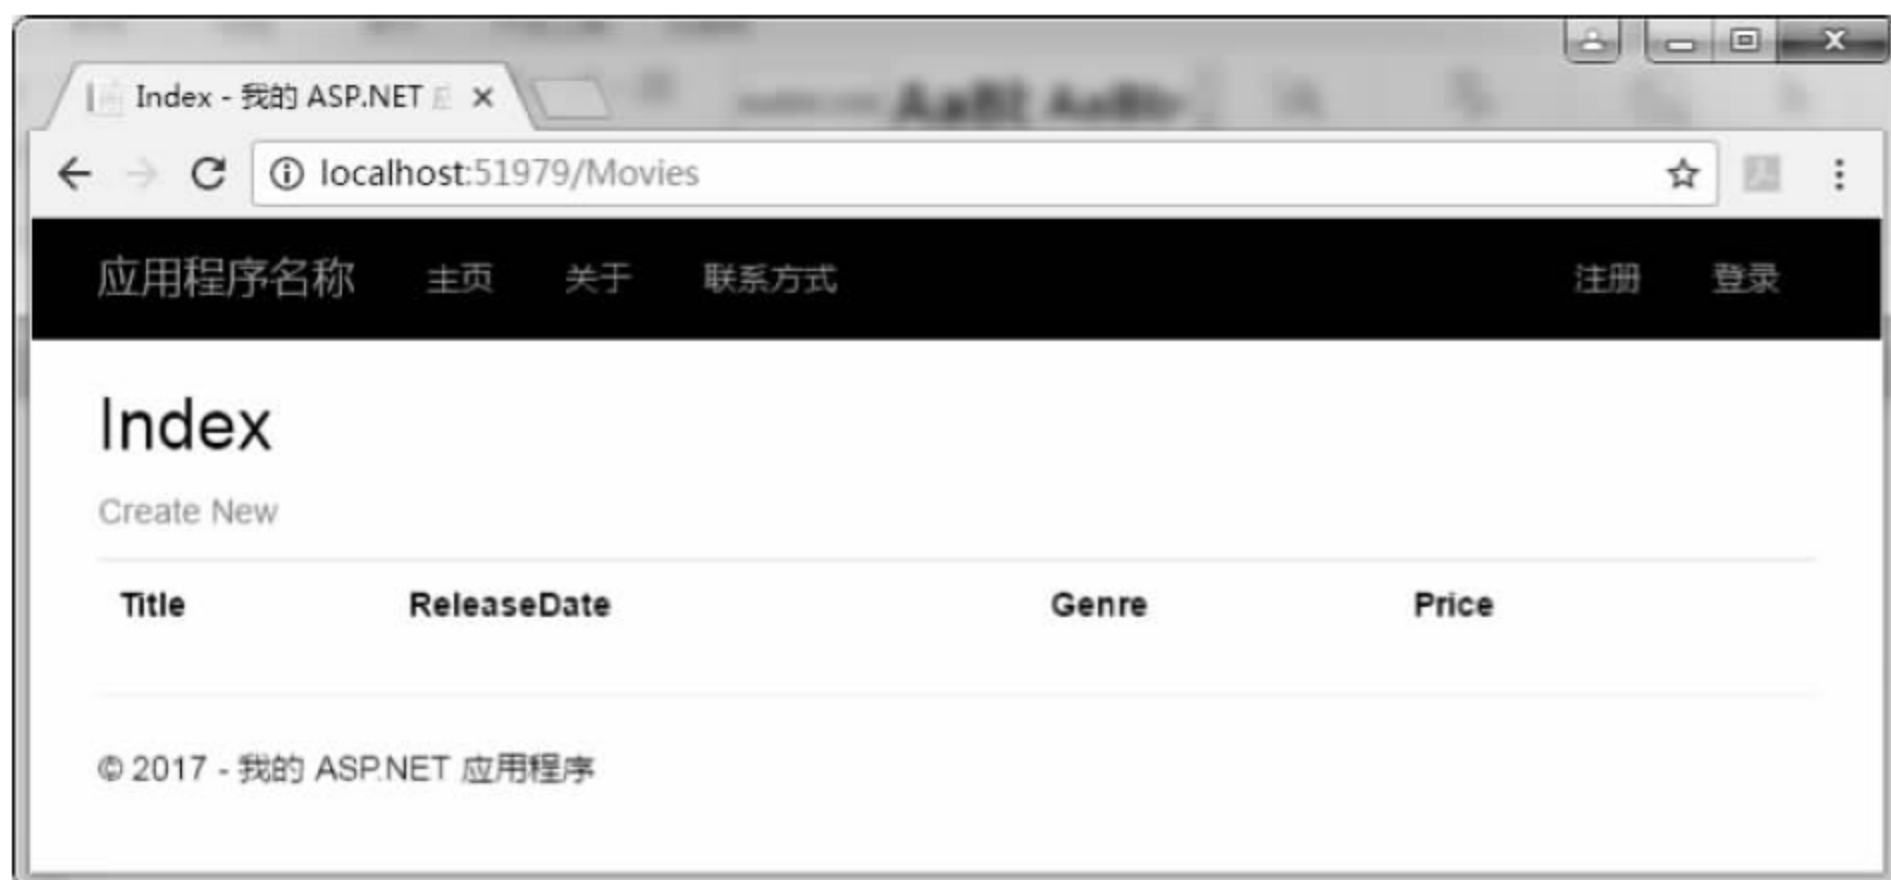 Index - 我的 ASP.NET
localhost:51979/Movies
应用程序名称 主页 关于 联系方式 注册 登录
Index
Create New
Title ReleaseDate Genre Price
© 2017 - 我的 ASP.NET 应用程序